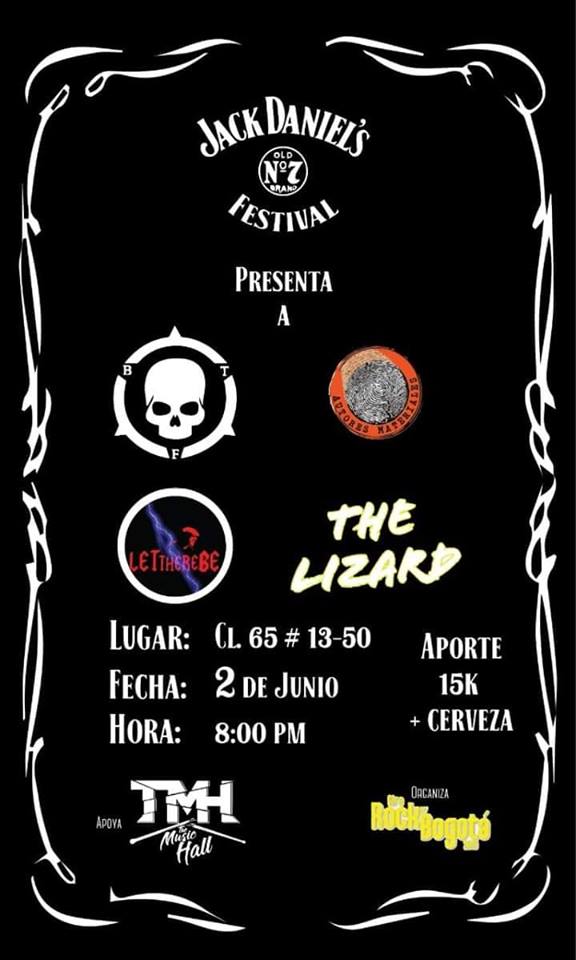 JACK DANIEL'S
OLD
Nº7
BRAND
FESTIVAL
PRESENTA
A
B T
F
AUTORES MATERIALES
LETTHEREBE
THE
LIZARD
LUGAR: CL. 65 # 13-50
FECHA: 2 DE JUNIO
HORA: 8:00 PM
APORTE
15K
+ CERVEZA
APOYA
TMH
The Music
Hall
ORGANIZA
Rock
Bogotá